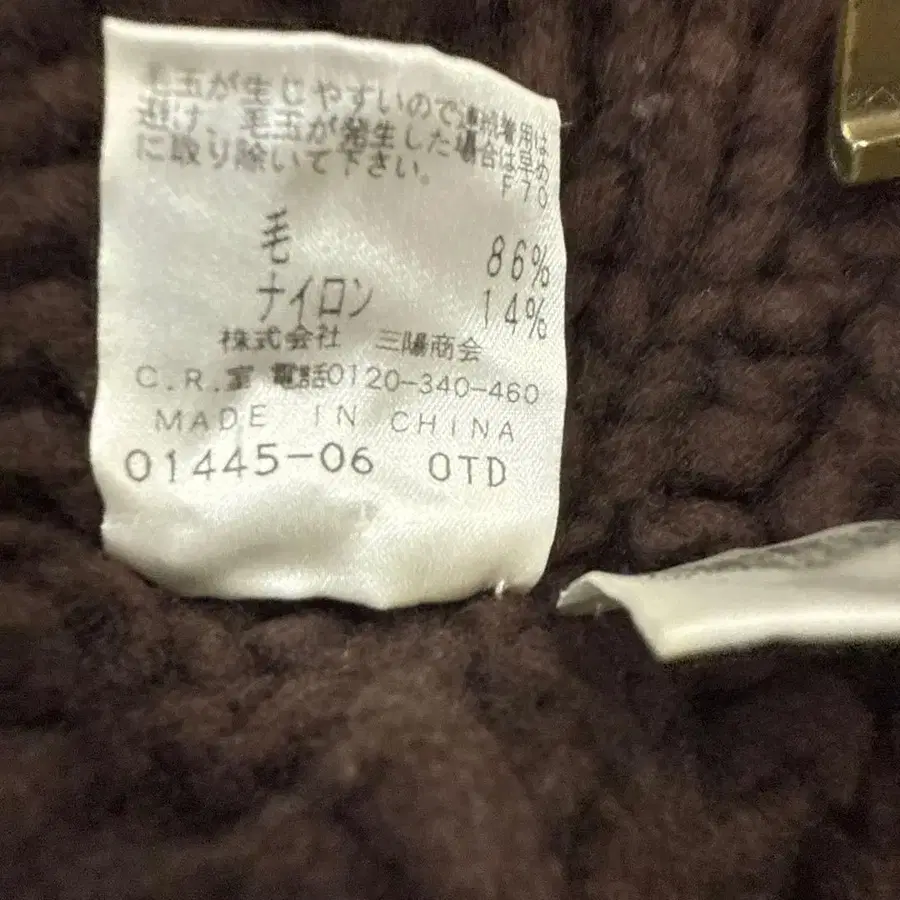 毛玉が生じやすいので連続着用は
避け、毛玉が発生した場合は早め
に取り除いて下さい。 F70
毛 86%
ナイロン 14%
株式会社 三陽商会
C.R.室 電話0120-340-460
MADE IN CHINA
01445-06 OTD